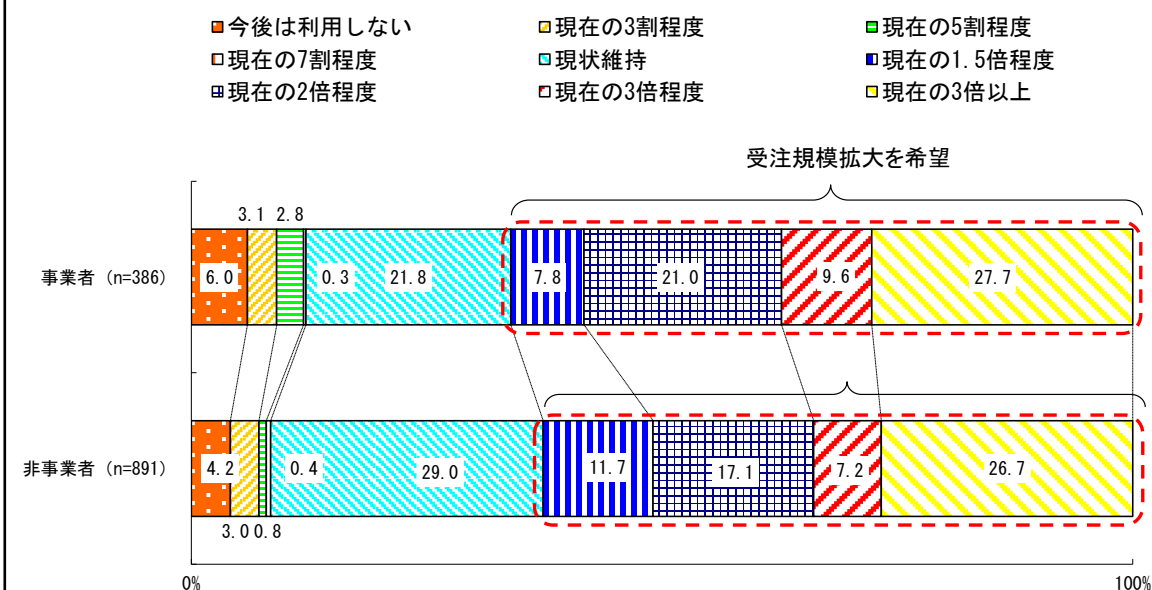 今後は利用しない 現在の3割程度 現在の5割程度
現在の7割程度 現状維持 現在の1.5倍程度
現在の2倍程度 現在の3倍程度 現在の3倍以上
受注規模拡大を希望
3.1 2.8
事業者 (n=386) 6.0 0.3 21.8 7.8 21.0 9.6 27.7
非事業者 (n=891) 4.2 0.4 29.0 11.7 17.1 7.2 26.7
3.0 0.8
0% 100%